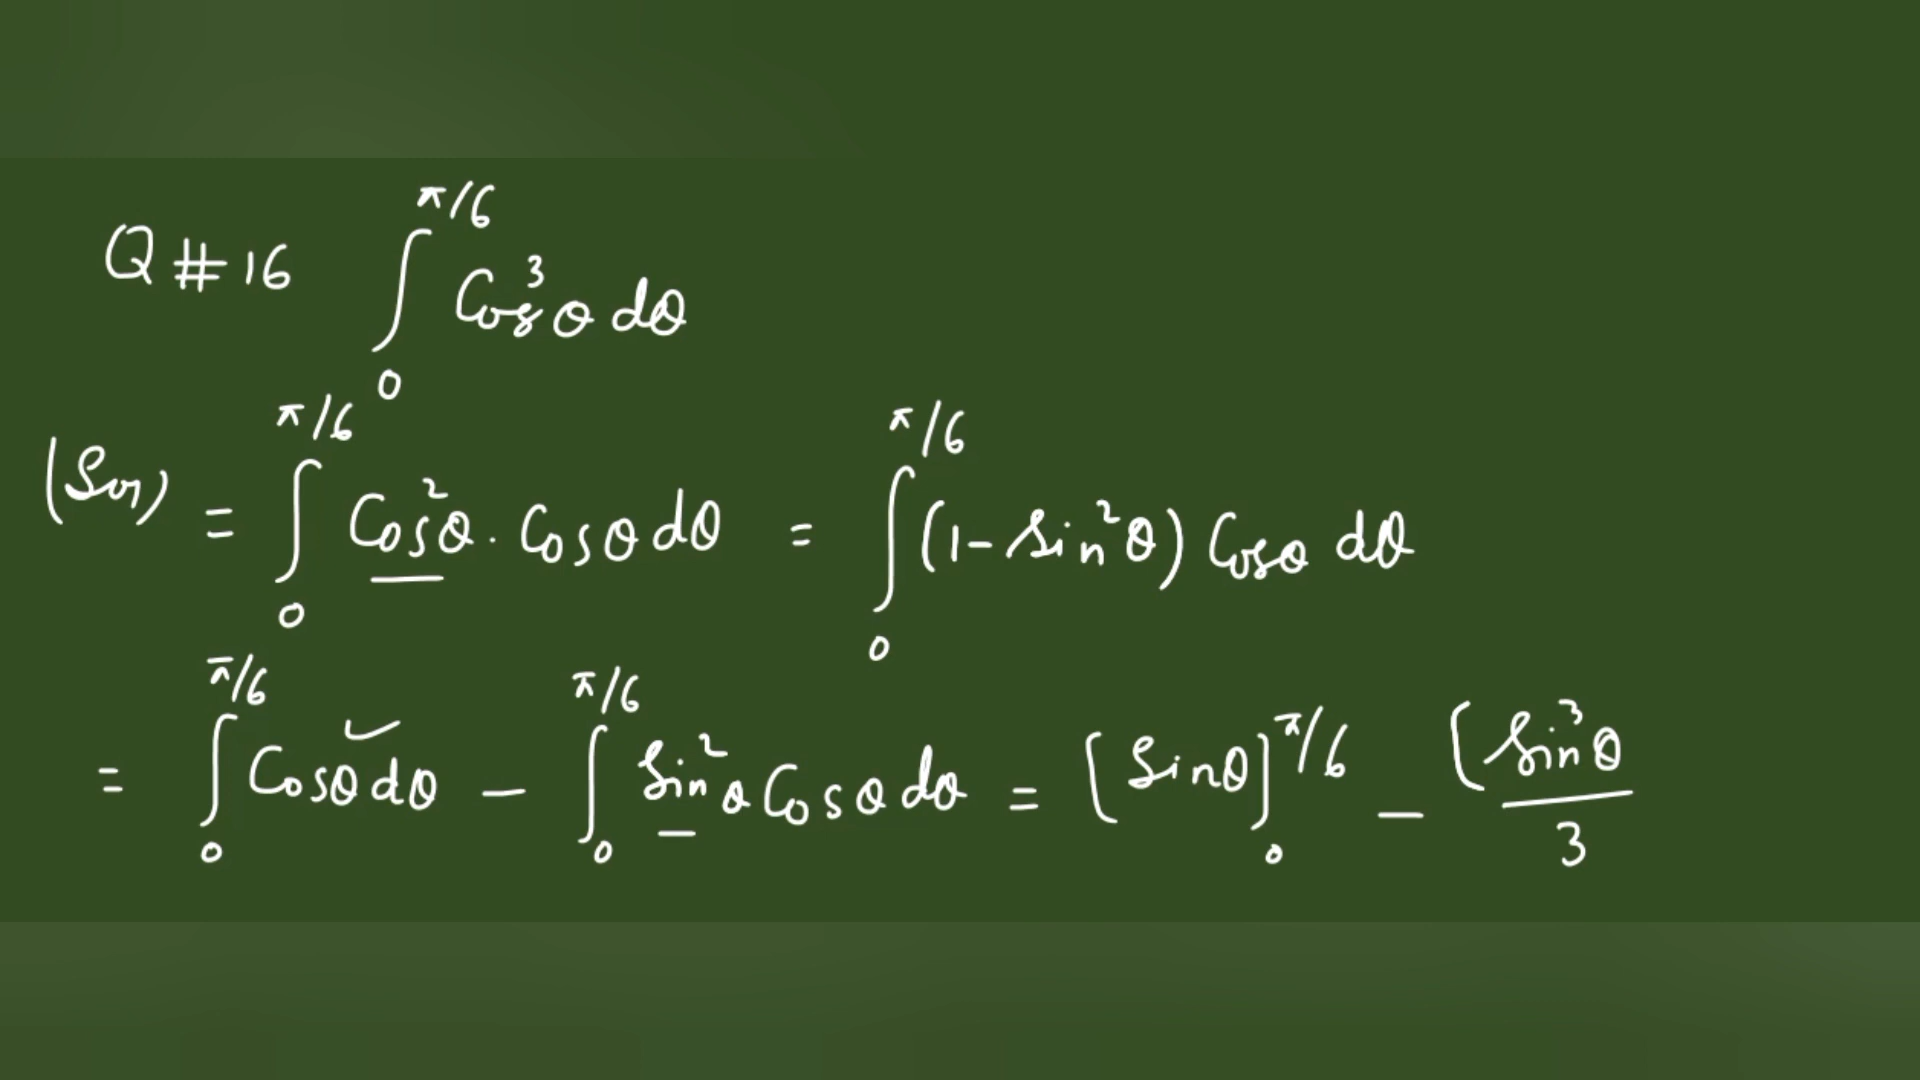 Q#16 ∫₀^{π/6} Cos³θ dθ
(Sol) = ∫₀^{π/6} Cos²θ . Cosθ dθ = ∫₀^{π/6} (1 - sin²θ) Cosθ dθ
= ∫₀^{π/6} Cosθ dθ - ∫₀^{π/6} Sin²θ Cosθ dθ = [Sinθ]₀^{π/6} - [Sin³θ / 3